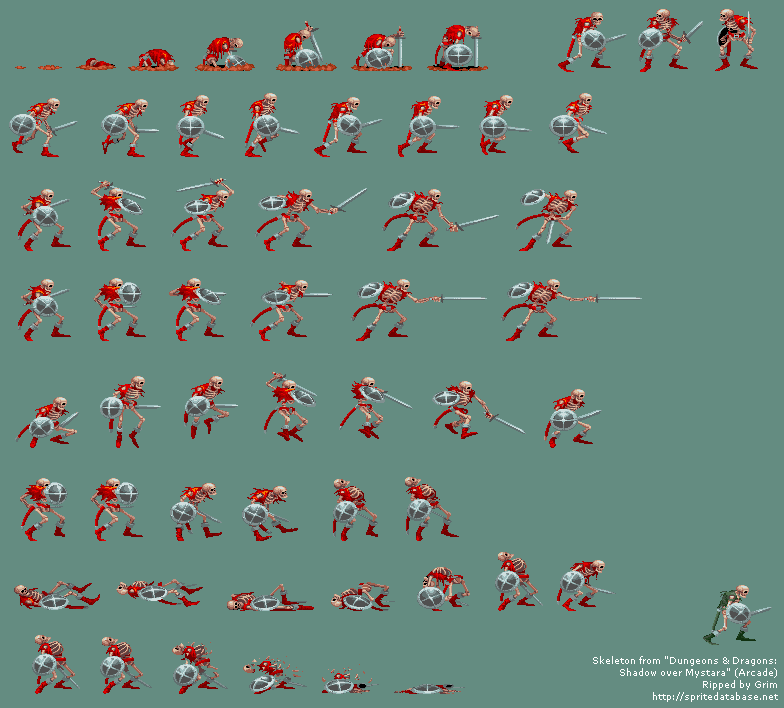 Skeleton from "Dungeons & Dragons:
Shadow over Mystara" (Arcade)
Ripped by Grim
http://spritedatabase.net